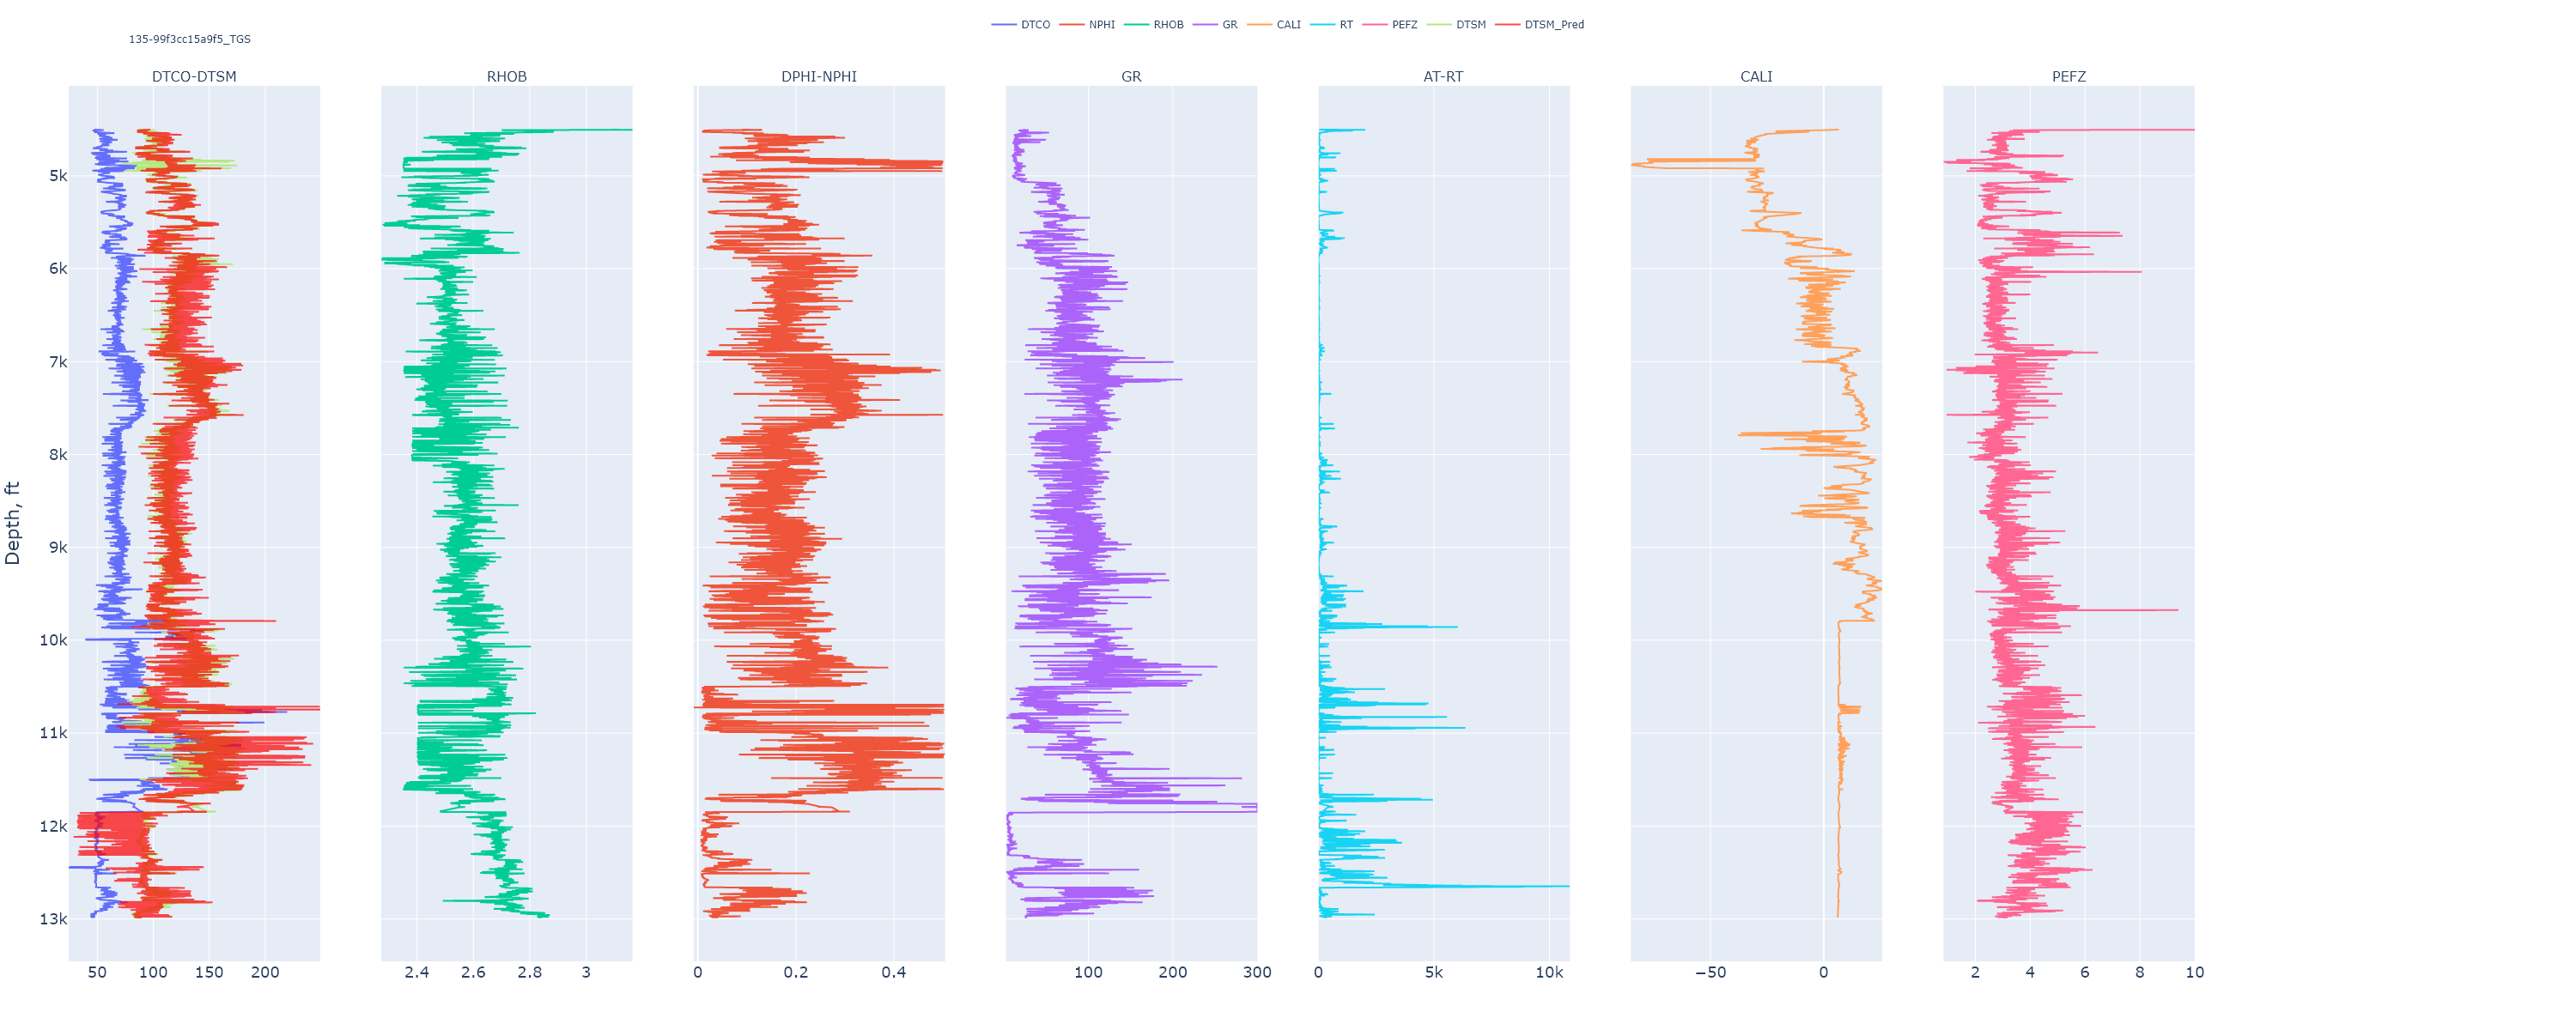 DTCO NPHI RHOB GR CALI RT PEFZ DTSM DTSM_Pred
135-99f3cc15a9f5_TGS
DTCO-DTSM RHOB DPHI-NPHI GR AT-RT CALI PEFZ
Depth, ft
5k
6k
7k
8k
9k
10k
11k
12k
13k
50 100 150 200 2.4 2.6 2.8 3 0 0.2 0.4 100 200 300 0 5k 10k −50 0 2 4 6 8 10